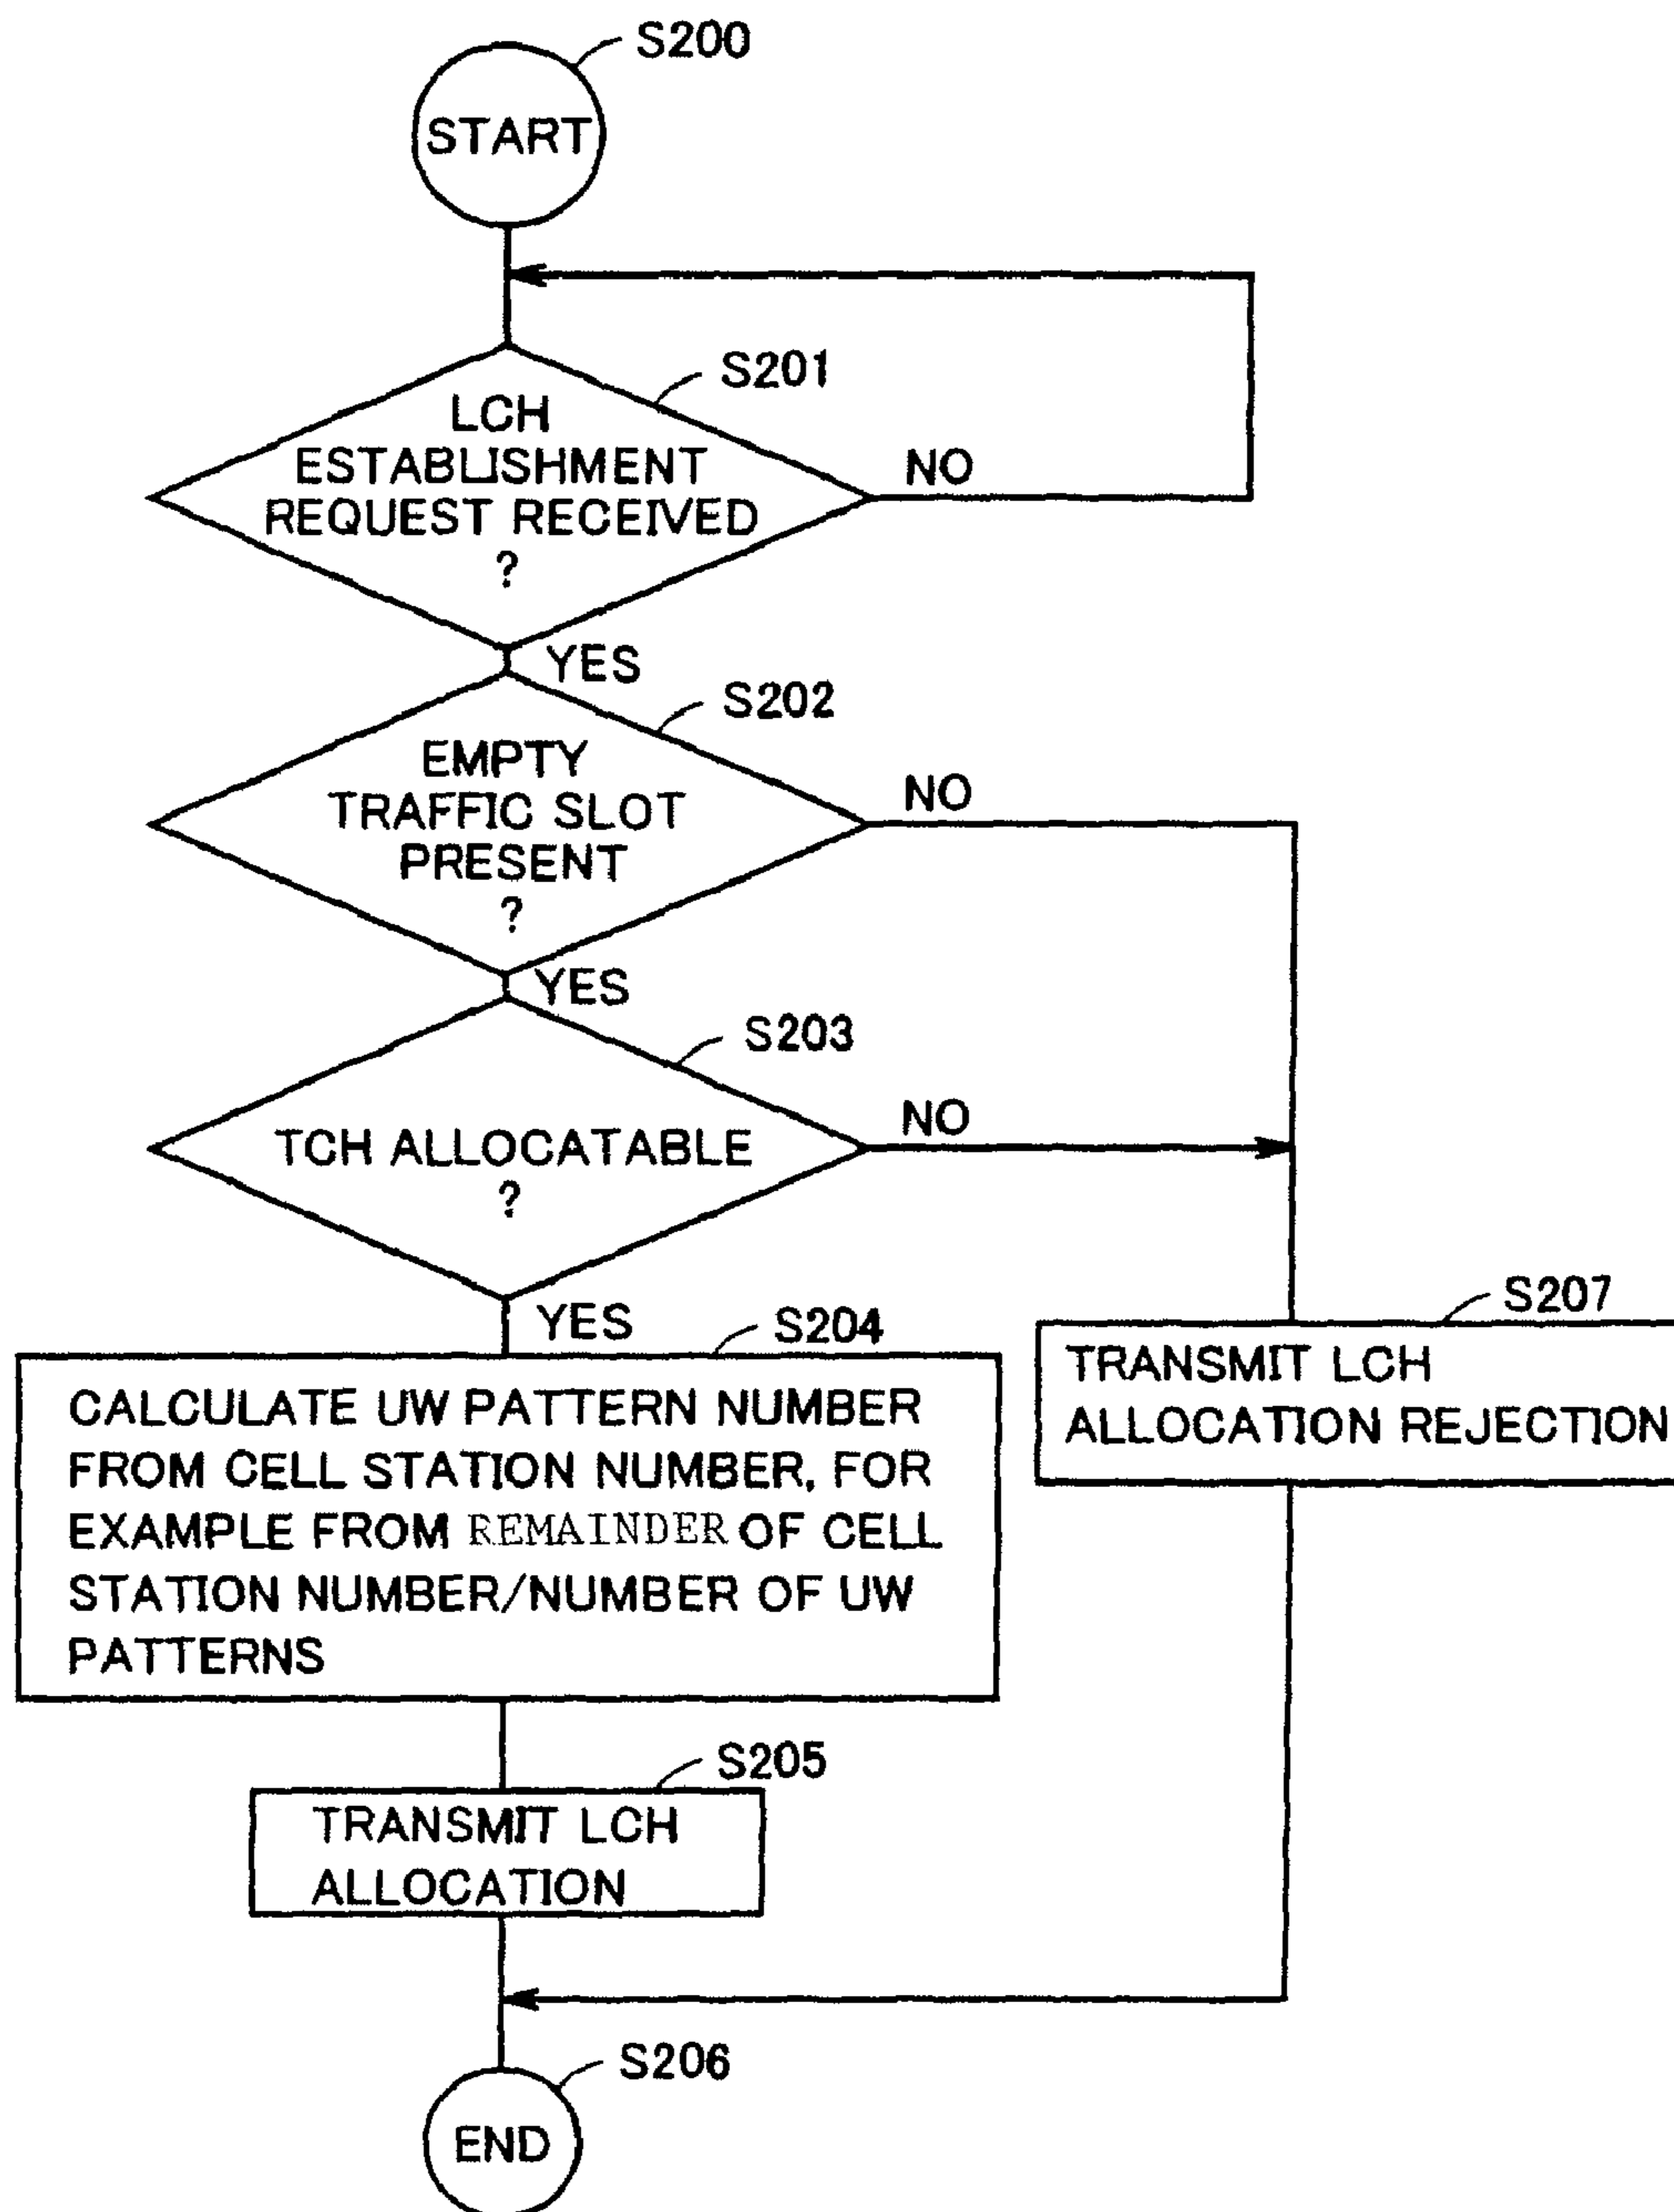 S200
START
S201
LCH
ESTABLISHMENT
REQUEST RECEIVED
?
NO
YES
S202
EMPTY
TRAFFIC SLOT
PRESENT
?
NO
YES
S203
TCH ALLOCATABLE
?
NO
YES
S204
CALCULATE UW PATTERN NUMBER
FROM CELL STATION NUMBER, FOR
EXAMPLE FROM REMAINDER OF CELL
STATION NUMBER/NUMBER OF UW
PATTERNS
S207
TRANSMIT LCH
ALLOCATION REJECTION
S205
TRANSMIT LCH
ALLOCATION
S206
END